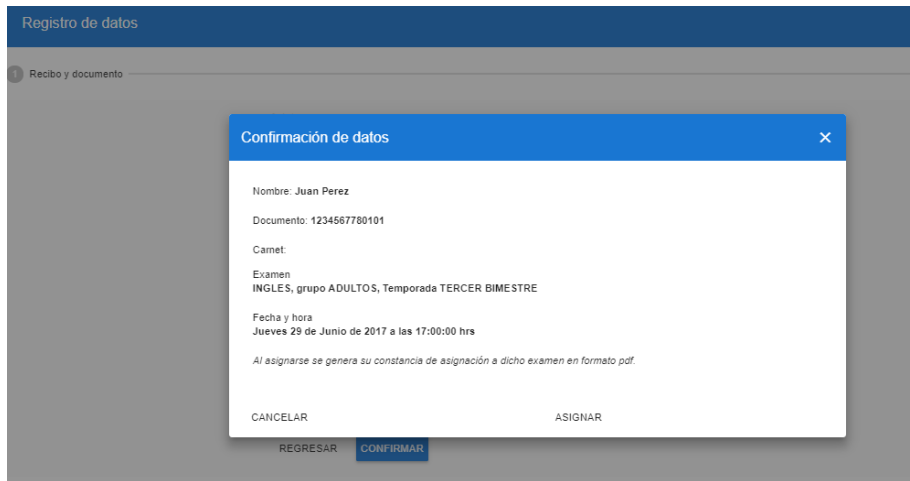 Registro de datos
1 Recibo y documento
Confirmación de datos
Nombre: Juan Perez
Documento: 1234567780101
Carnet:
Examen
INGLES, grupo ADULTOS, Temporada TERCER BIMESTRE
Fecha y hora
Jueves 29 de Junio de 2017 a las 17:00:00 hrs
Al asignarse se genera su constancia de asignación a dicho examen en formato pdf.
CANCELAR ASIGNAR
REGRESAR CONFIRMAR